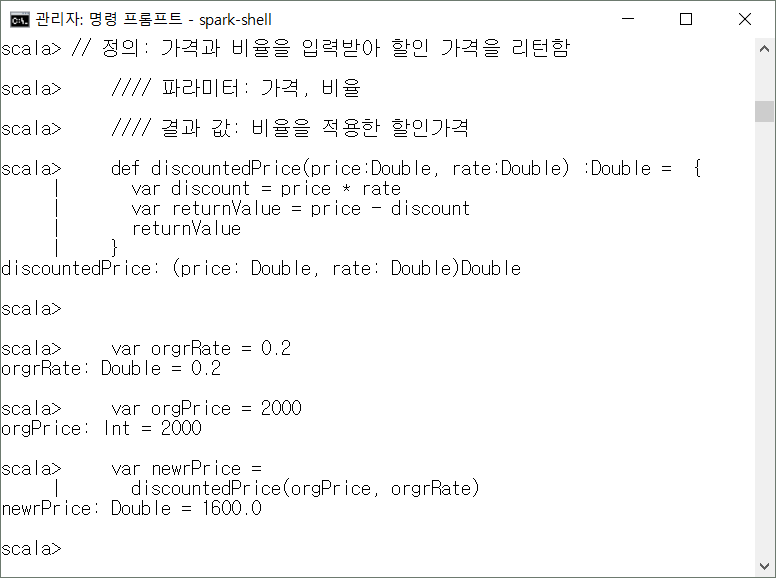 관리자: 명령 프롬프트 - spark-shell
scala> // 정의: 가격과 비율을 입력받아 할인 가격을 리턴함
scala>     //// 파라미터: 가격, 비율
scala>     //// 결과 값: 비율을 적용한 할인가격
scala>     def discountedPrice(price:Double, rate:Double) :Double =  {
     |       var discount = price * rate
     |       var returnValue = price - discount
     |       returnValue
     |     }
discountedPrice: (price: Double, rate: Double)Double
scala>
scala>     var orgrRate = 0.2
orgrRate: Double = 0.2
scala>     var orgPrice = 2000
orgPrice: Int = 2000
scala>     var newrPrice =
     |       discountedPrice(orgPrice, orgrRate)
newrPrice: Double = 1600.0
scala>